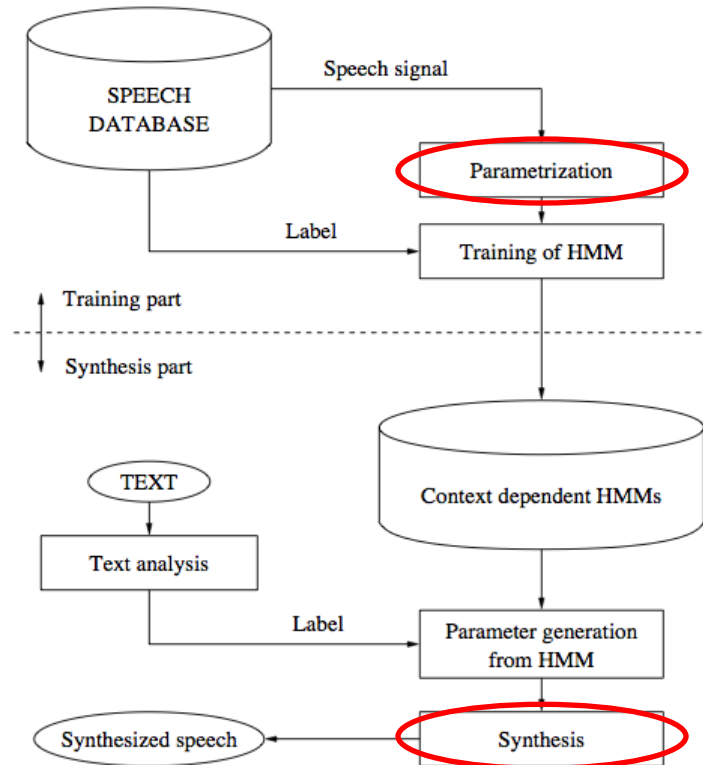 Speech signal
SPEECH
DATABASE
Parametrization
Label
Training of HMM
Training part
Synthesis part
TEXT
Context dependent HMMs
Text analysis
Label
Parameter generation
from HMM
Synthesized speech
Synthesis